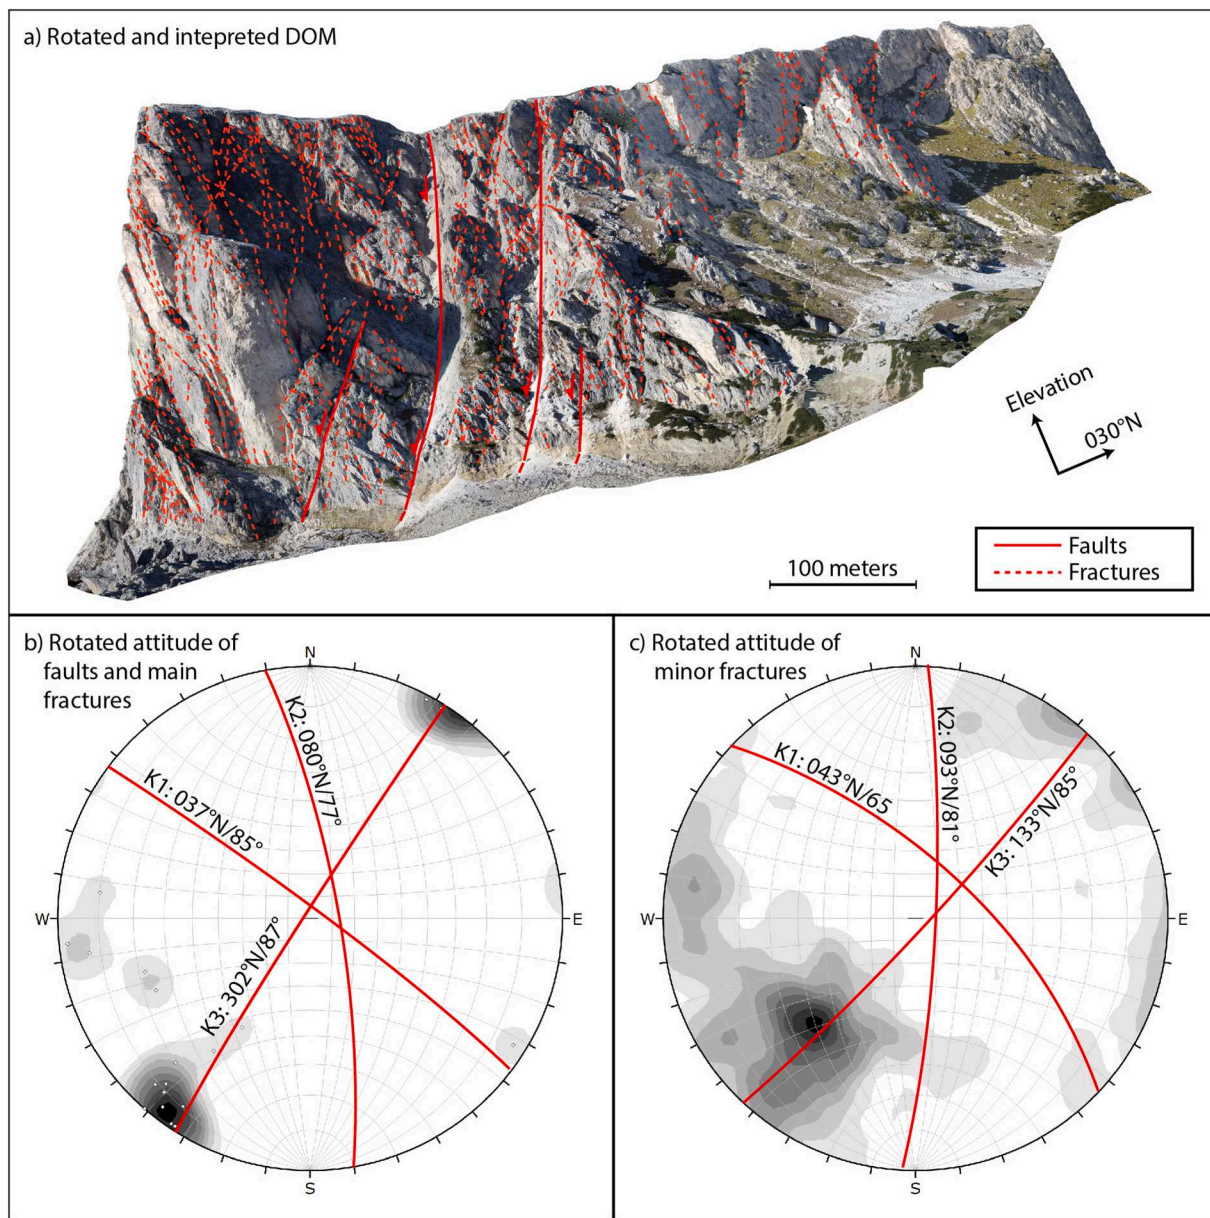 a) Rotated and intepreted DOM
Elevation
030°N
100 meters
Faults
Fractures
b) Rotated attitude of
faults and main
fractures
N
K2: 080°N/77°
K1: 037°N/85°
W
E
K3: 302°N/87°
S
c) Rotated attitude of
minor fractures
N
K2: 093°N/81°
K1: 043°N/65
K3: 133°N/85°
W
E
S